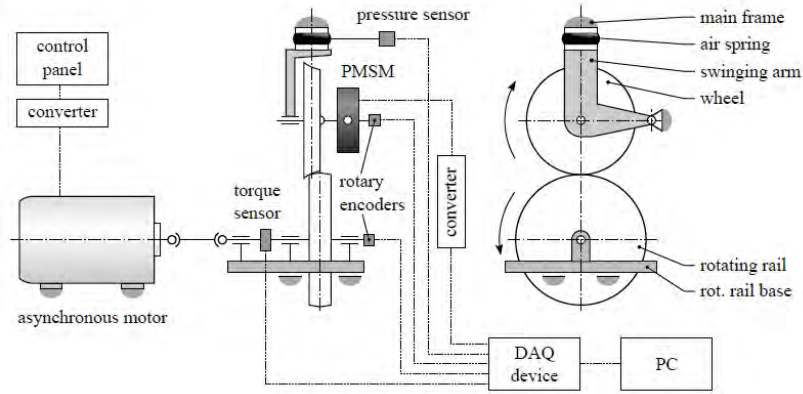 pressure sensor
main frame
air spring
swinging arm
wheel
control
panel
converter
PMSM
torque
sensor
rotary
encoders
converter
rotating rail
rot. rail base
asynchronous motor
DAQ
device
PC